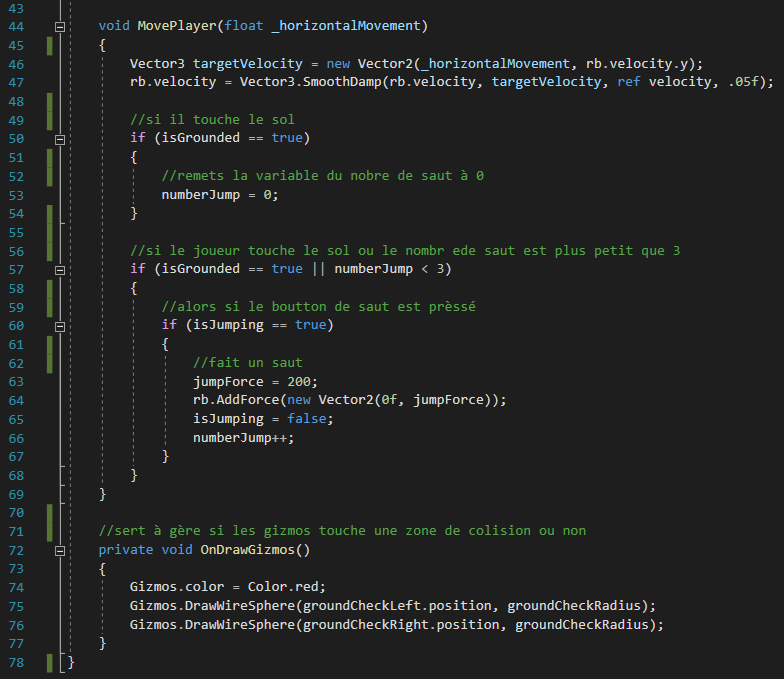 43
44 void MovePlayer(float _horizontalMovement)
45 {
46 Vector3 targetVelocity = new Vector2(_horizontalMovement, rb.velocity.y);
47 rb.velocity = Vector3.SmoothDamp(rb.velocity, targetVelocity, ref velocity, .05f);
48
49 //si il touche le sol
50 if (isGrounded == true)
51 {
52 //remets la variable du nobre de saut à 0
53 numberJump = 0;
54 }
55
56 //si le joueur touche le sol ou le nombr ede saut est plus petit que 3
57 if (isGrounded == true || numberJump < 3)
58 {
59 //alors si le boutton de saut est prèssé
60 if (isJumping == true)
61 {
62 //fait un saut
63 jumpForce = 200;
64 rb.AddForce(new Vector2(0f, jumpForce));
65 isJumping = false;
66 numberJump++;
67 }
68 }
69 }
70
71 //sert à gère si les gizmos touche une zone de colision ou non
72 private void OnDrawGizmos()
73 {
74 Gizmos.color = Color.red;
75 Gizmos.DrawWireSphere(groundCheckLeft.position, groundCheckRadius);
76 Gizmos.DrawWireSphere(groundCheckRight.position, groundCheckRadius);
77 }
78 }